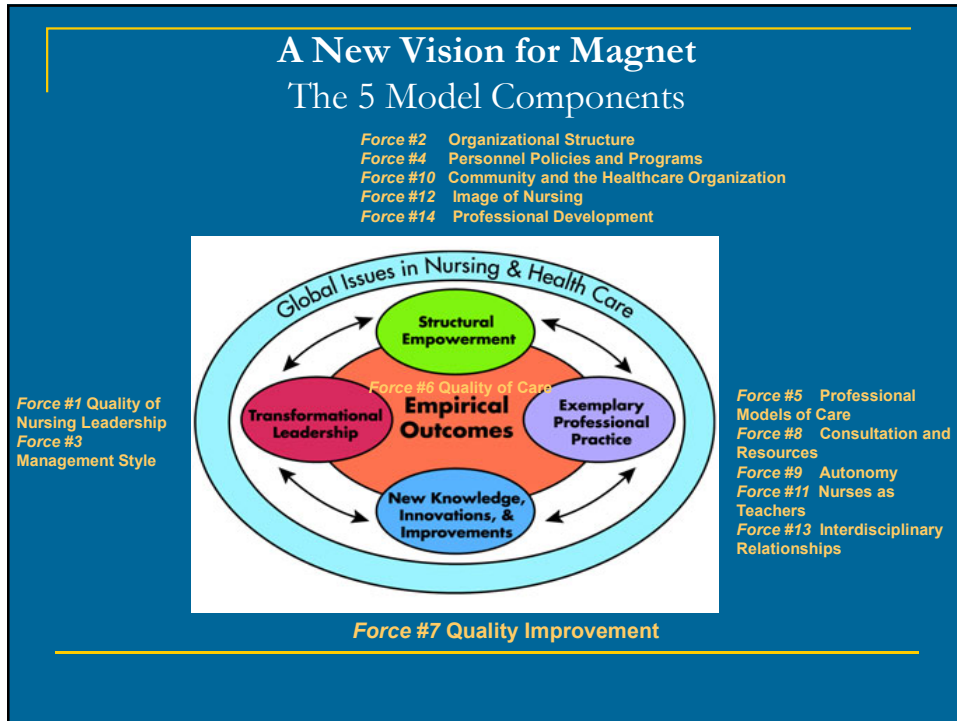 A New Vision for Magnet
The 5 Model Components
Force #2 Organizational Structure
Force #4 Personnel Policies and Programs
Force #10 Community and the Healthcare Organization
Force #12 Image of Nursing
Force #14 Professional Development
Global Issues in Nursing & Health Care
Structural
Empowerment
Force #6 Quality of Care
Transformational
Leadership
Empirical
Outcomes
Exemplary
Professional
Practice
New Knowledge,
Innovations, &
Improvements
Force #1 Quality of
Nursing Leadership
Force #3
Management Style
Force #5 Professional
Models of Care
Force #8 Consultation and
Resources
Force #9 Autonomy
Force #11 Nurses as
Teachers
Force #13 Interdisciplinary
Relationships
Force #7 Quality Improvement